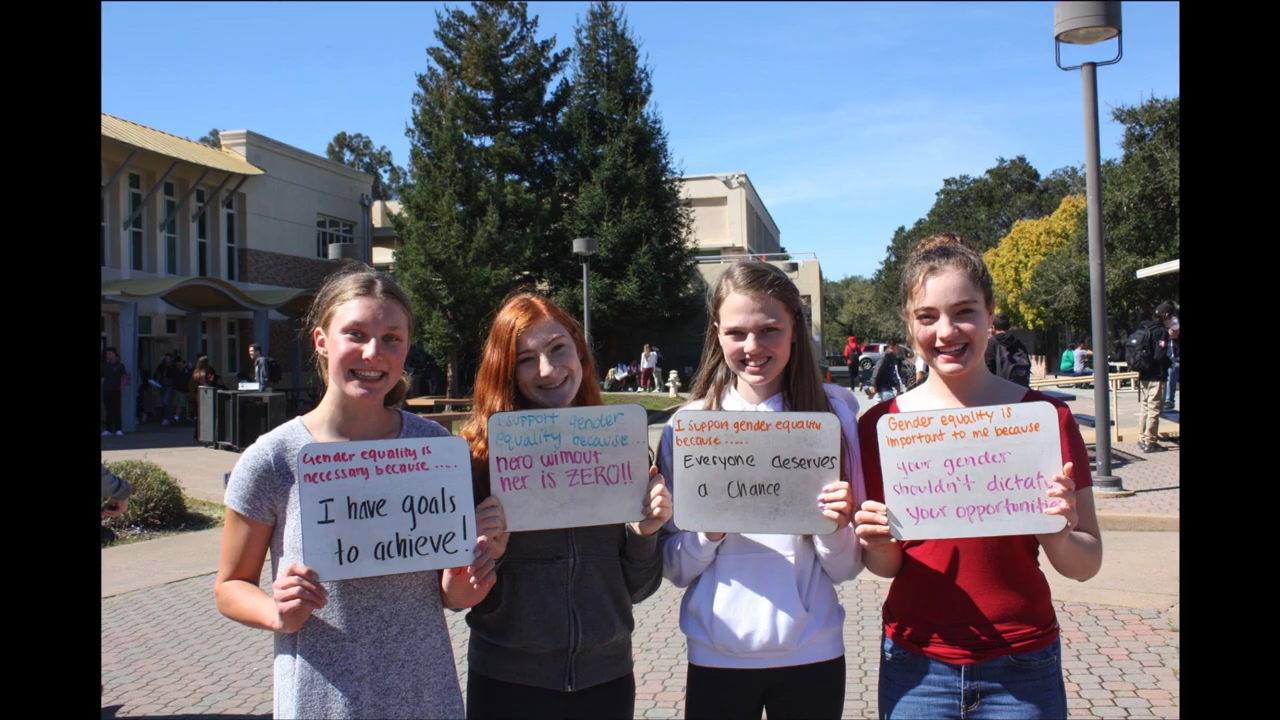 Gender equality is
necessary because.....
I have goals
to achieve!
I support gender
equality because...
hero without
her is ZERO!!
I support gender equality
because.....
Everyone deserves
a chance
Gender equality is
important to me because
your gender
shouldn't dictate
your opportunities